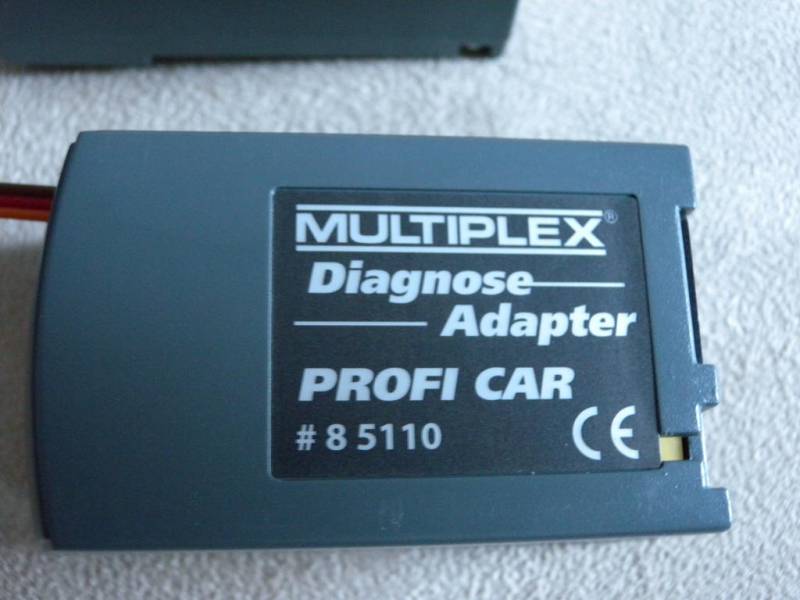 MULTIPLEX®
Diagnose
Adapter
PROFI CAR
# 8 5110
CE